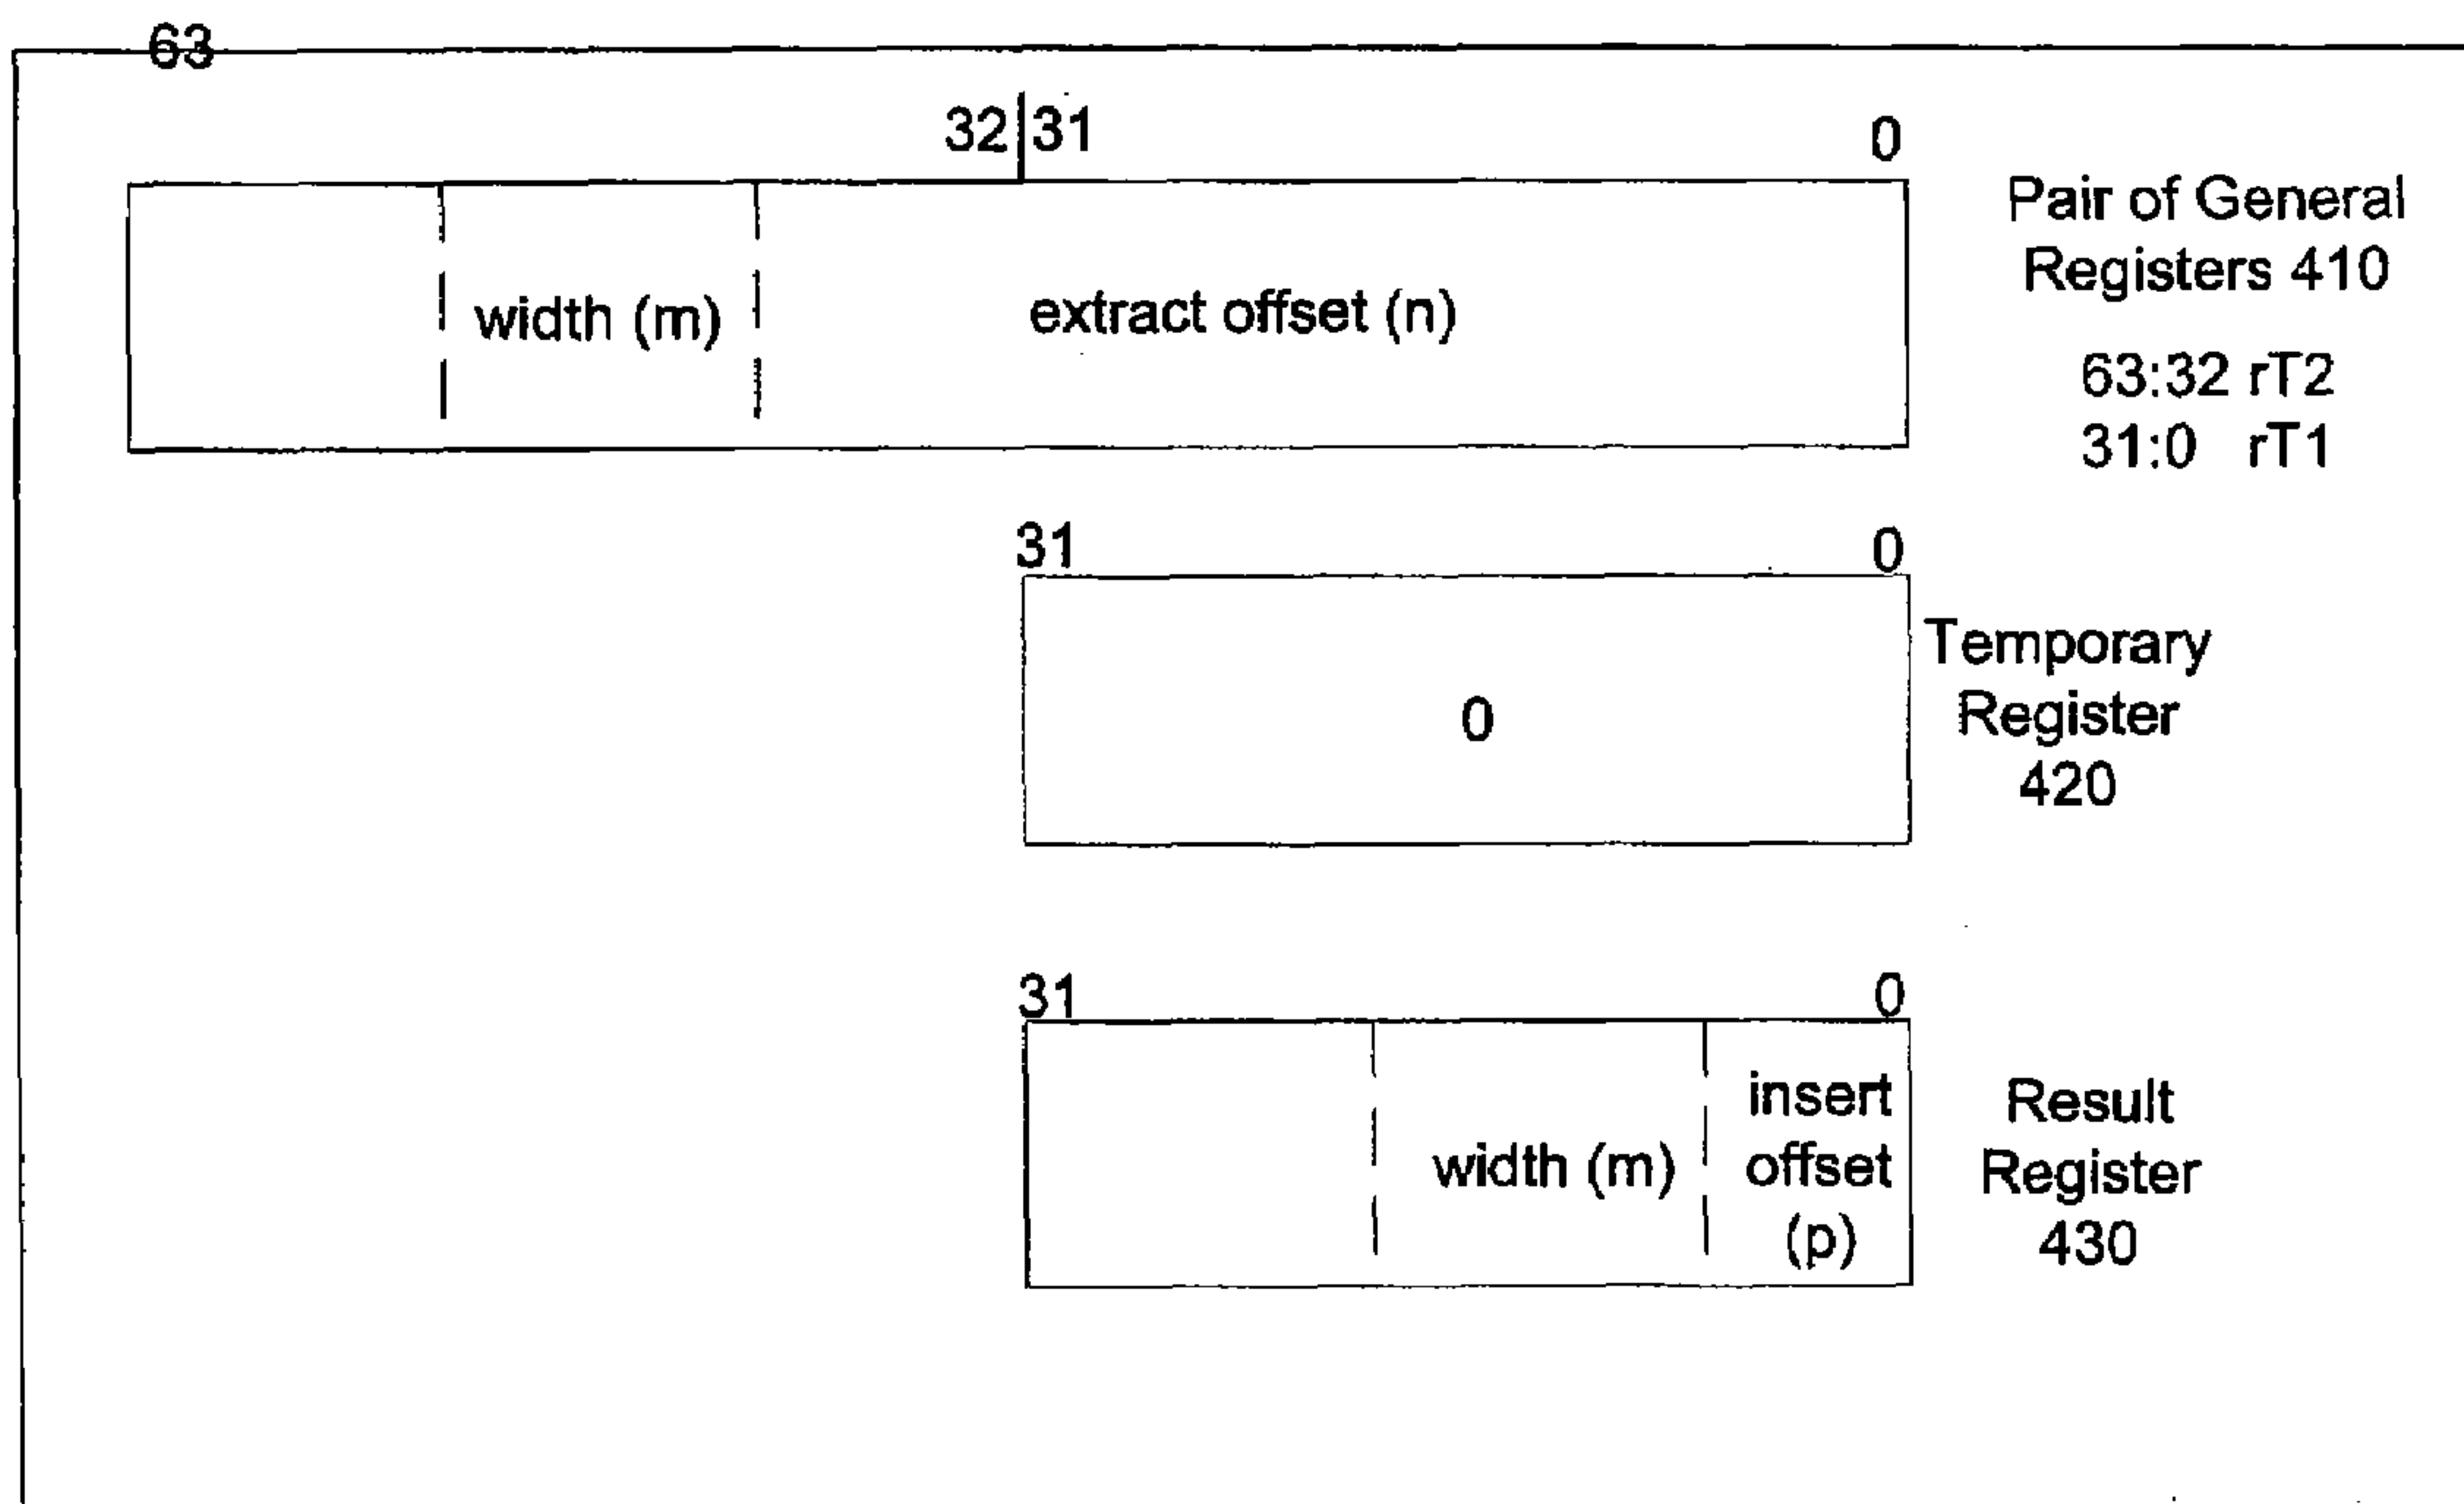 63
32 31 0
Pair of General
Registers 410
width (m) extract offset (n)
63:32 rT2
31:0 rT1
31 0
Temporary
Register
420
0
31 0
width (m)
insert
offset
(p)
Result
Register
430